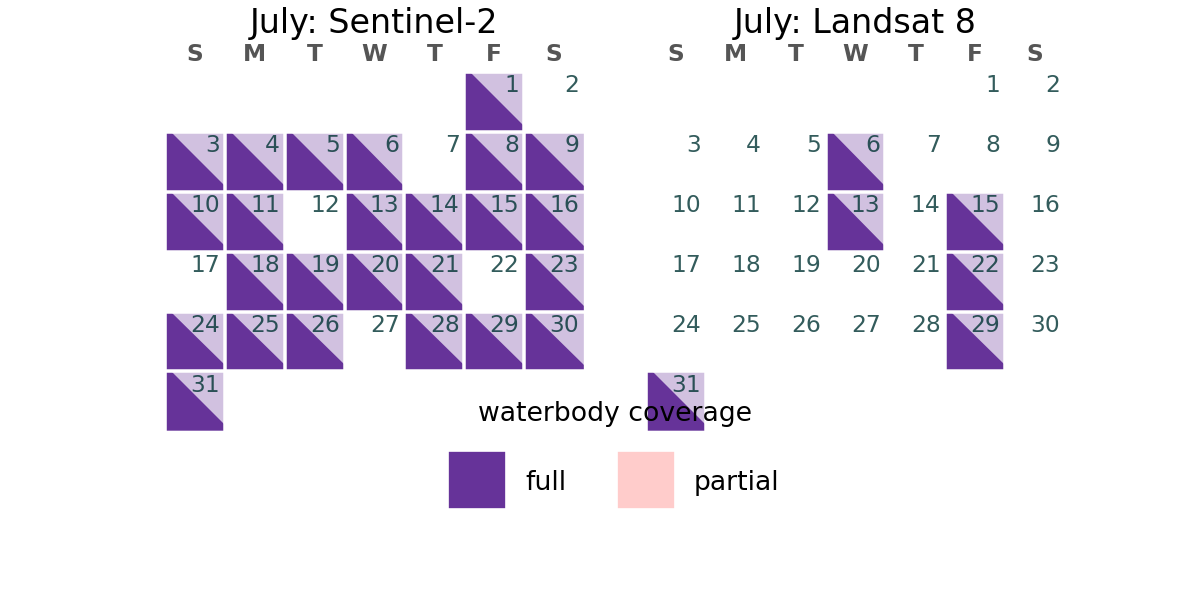 July: Sentinel-2
S M T W T F S
1 2
3 4 5 6 7 8 9
10 11 12 13 14 15 16
17 18 19 20 21 22 23
24 25 26 27 28 29 30
31
July: Landsat 8
S M T W T F S
1 2
3 4 5 6 7 8 9
10 11 12 13 14 15 16
17 18 19 20 21 22 23
24 25 26 27 28 29 30
31
waterbody coverage
full partial